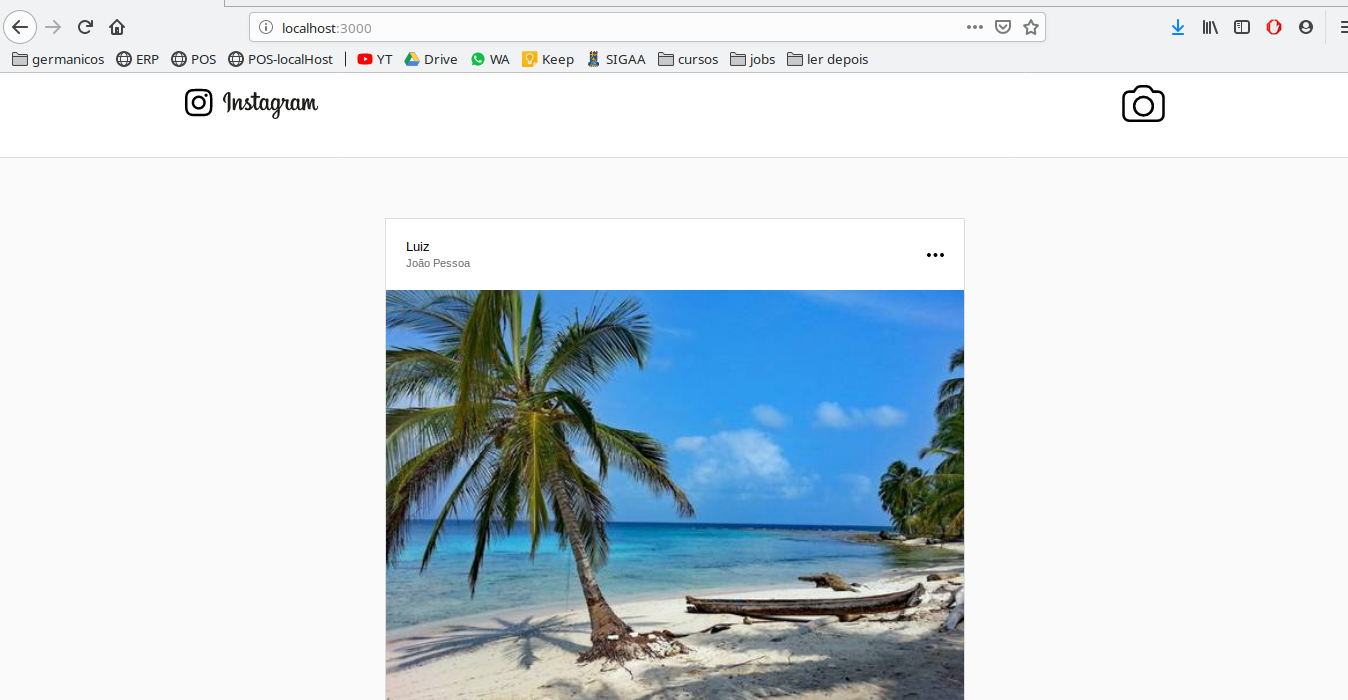 localhost:3000
germanicos ERP POS POS-localHost | YT Drive WA Keep SIGAA cursos jobs ler depois
Instagram
Luiz
João Pessoa